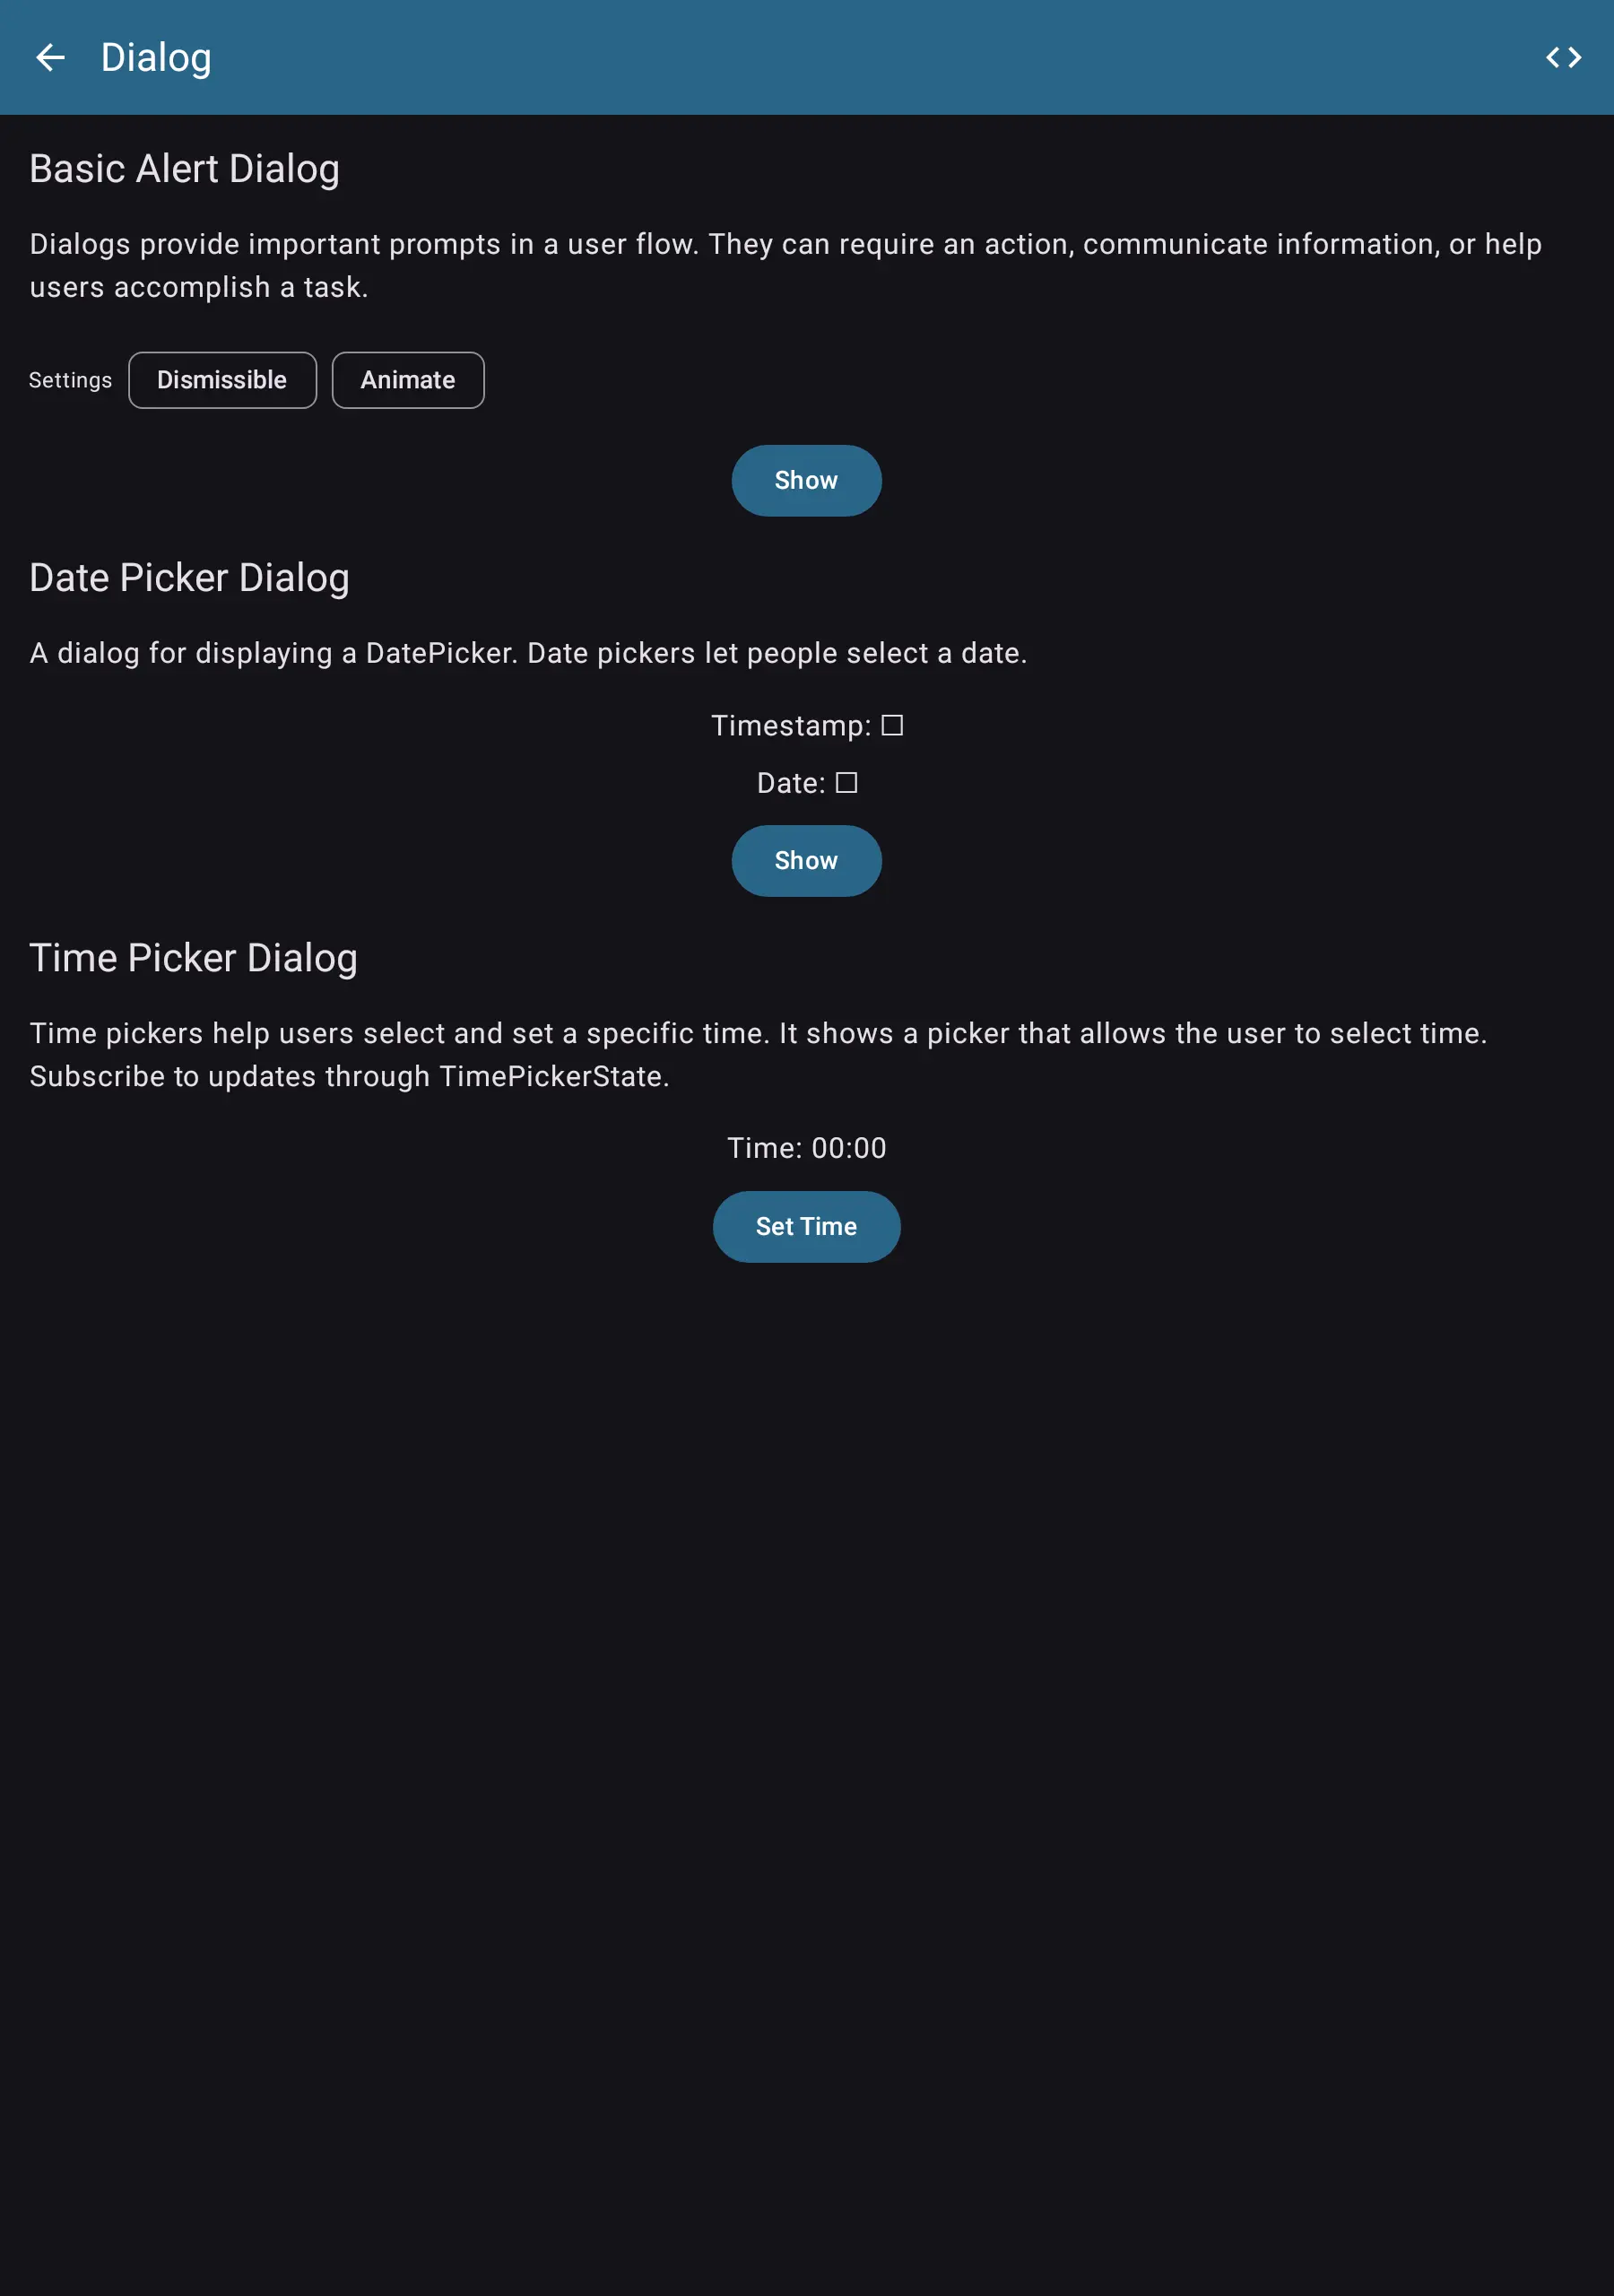 Dialog
Basic Alert Dialog
Dialogs provide important prompts in a user flow. They can require an action, communicate information, or help
users accomplish a task.
Settings Dismissible Animate
Show
Date Picker Dialog
A dialog for displaying a DatePicker. Date pickers let people select a date.
Timestamp: ☐
Date: ☐
Show
Time Picker Dialog
Time pickers help users select and set a specific time. It shows a picker that allows the user to select time.
Subscribe to updates through TimePickerState.
Time: 00:00
Set Time